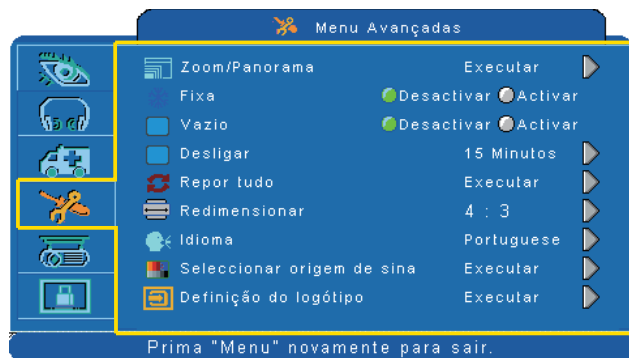 Menu Avançadas
Zoom/Panorama Executar
Fixa Desactivar Activar
Vazio Desactivar Activar
Desligar 15 Minutos
Repor tudo Executar
Redimensionar 4 : 3
Idioma Portuguese
Seleccionar origem de sina Executar
Definição do logótipo Executar
Prima "Menu" novamente para sair.